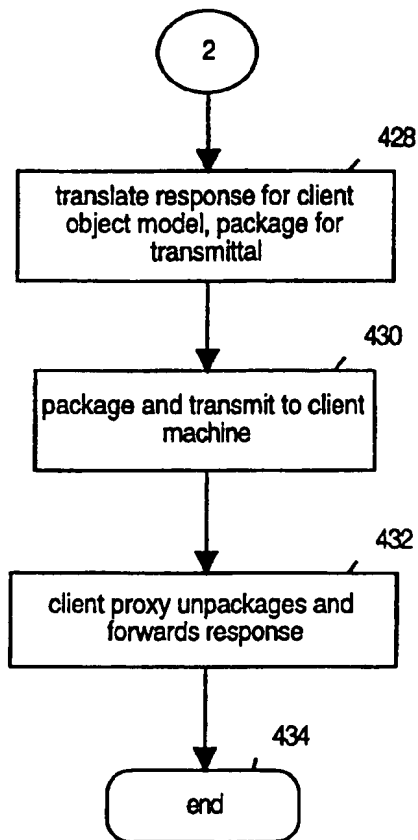 2
428
translate response for client
object model, package for
transmittal
430
package and transmit to client
machine
432
client proxy unpackages and
forwards response
434
end